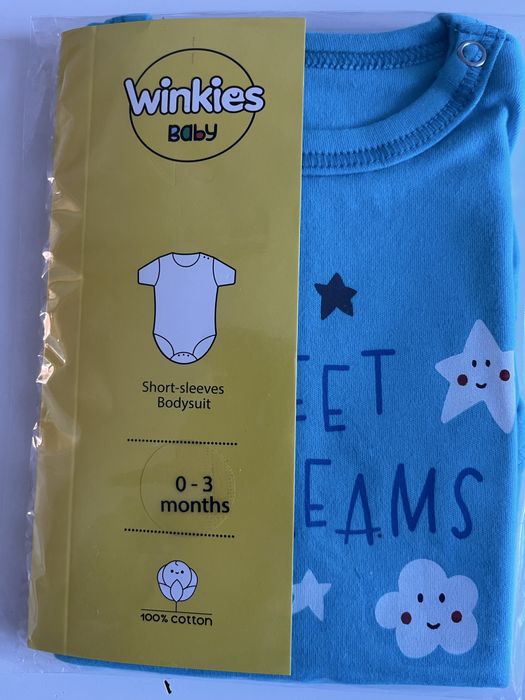 Winkies
BaBy
Short-sleeves
Bodysuit
0 - 3
months
100% cotton
EET
EAMS